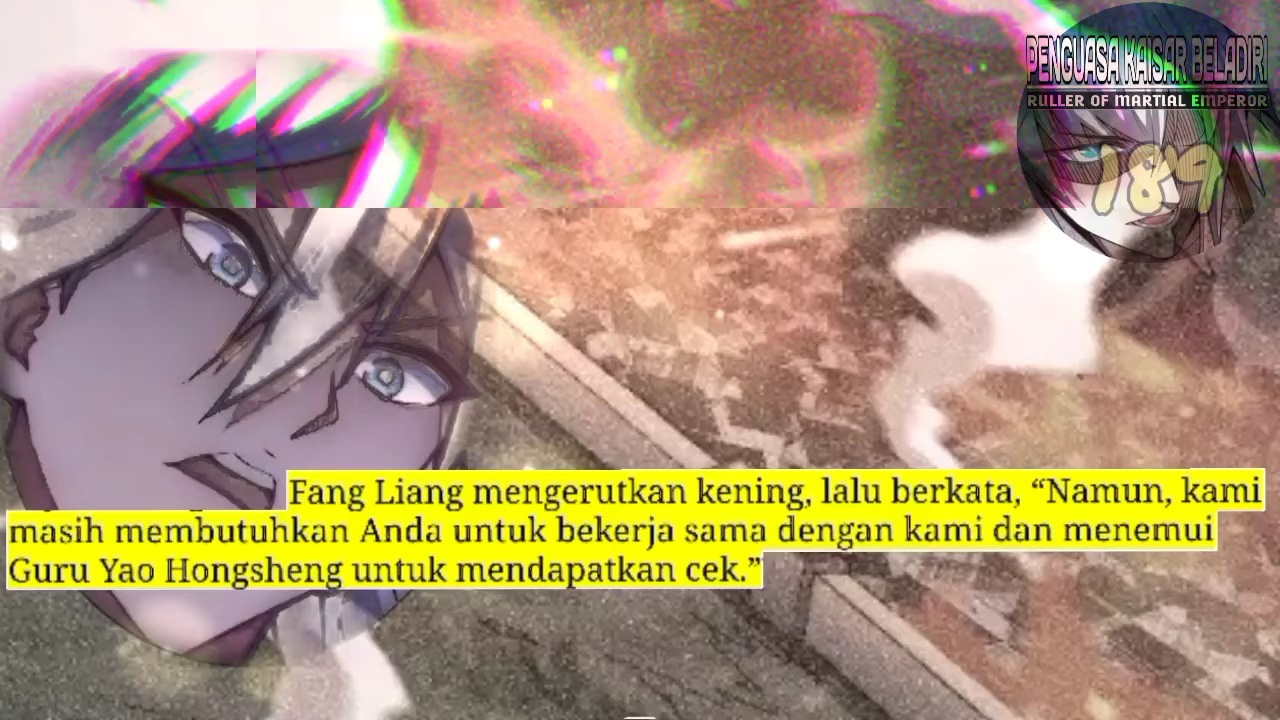 PENGUASA KAISAR BELADIRI
RULLER OF MARTIAL EMPEROR
189
Fang Liang mengerutkan kening, lalu berkata, “Namun, kami
masih membutuhkan Anda untuk bekerja sama dengan kami dan menemui
Guru Yao Hongsheng untuk mendapatkan cek.”